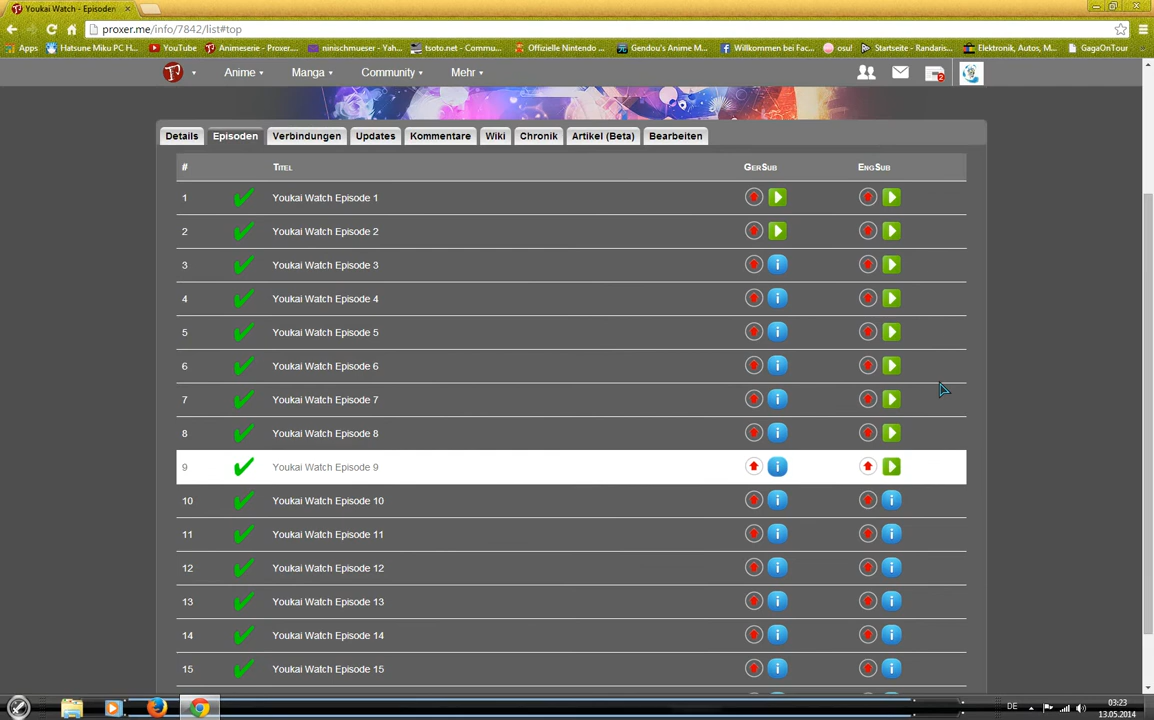 Youkai Watch - Episoden
proxer.me/info/7842/list#top
Apps Hatsune Miku PC H... YouTube Animeserie - Proxer.... ninischmueser - Yah... tsoto.net - Commu... Offizielle Nintendo ... Gendou's Anime M... Willkommen bei Fac... osu! Startseite - Randaris... Elektronik, Autos, M... GagaOnTour
Anime Manga Community Mehr 2
Details Episoden Verbindungen Updates Kommentare Wiki Chronik Artikel (Beta) Bearbeiten
# Titel GerSub EngSub
1 Youkai Watch Episode 1
2 Youkai Watch Episode 2
3 Youkai Watch Episode 3
4 Youkai Watch Episode 4
5 Youkai Watch Episode 5
6 Youkai Watch Episode 6
7 Youkai Watch Episode 7
8 Youkai Watch Episode 8
9 Youkai Watch Episode 9
10 Youkai Watch Episode 10
11 Youkai Watch Episode 11
12 Youkai Watch Episode 12
13 Youkai Watch Episode 13
14 Youkai Watch Episode 14
15 Youkai Watch Episode 15
DE 03:23
13.05.2014